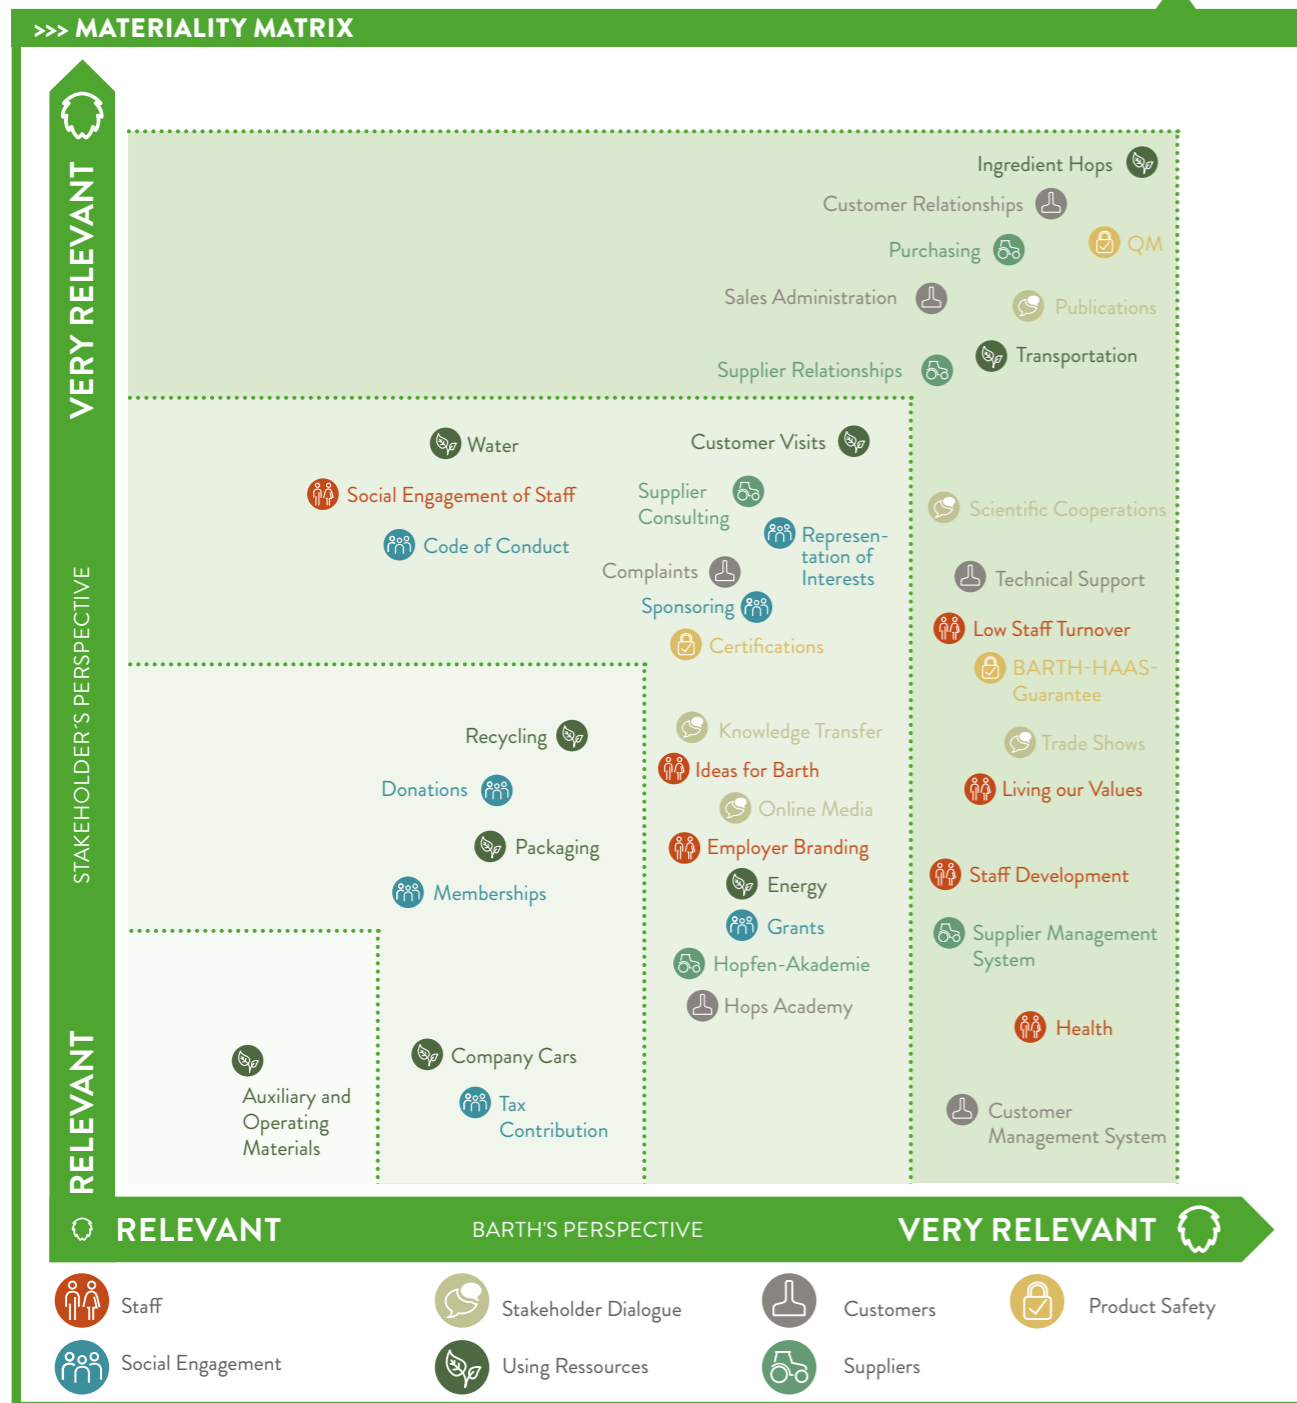 >>> MATERIALITY MATRIX
VERY RELEVANT
STAKEHOLDER´S PERSPECTIVE
RELEVANT
Ingredient Hops
Customer Relationships
Purchasing
QM
Sales Administration
Publications
Transportation
Supplier Relationships
Water
Customer Visits
Social Engagement of Staff
Supplier
Consulting
Scientific Cooperations
Code of Conduct
Represen-
tation of
Interests
Complaints
Technical Support
Sponsoring
Low Staff Turnover
Certifications
BARTH-HAAS-
Guarantee
Recycling
Knowledge Transfer
Trade Shows
Ideas for Barth
Donations
Living our Values
Online Media
Packaging
Employer Branding
Staff Development
Energy
Memberships
Grants
Supplier Management
System
Hopfen-Akademie
Hops Academy
Health
Company Cars
Auxiliary and
Operating
Materials
Tax
Contribution
Customer
Management System
RELEVANT
BARTH'S PERSPECTIVE
VERY RELEVANT
Staff
Stakeholder Dialogue
Customers
Product Safety
Social Engagement
Using Ressources
Suppliers